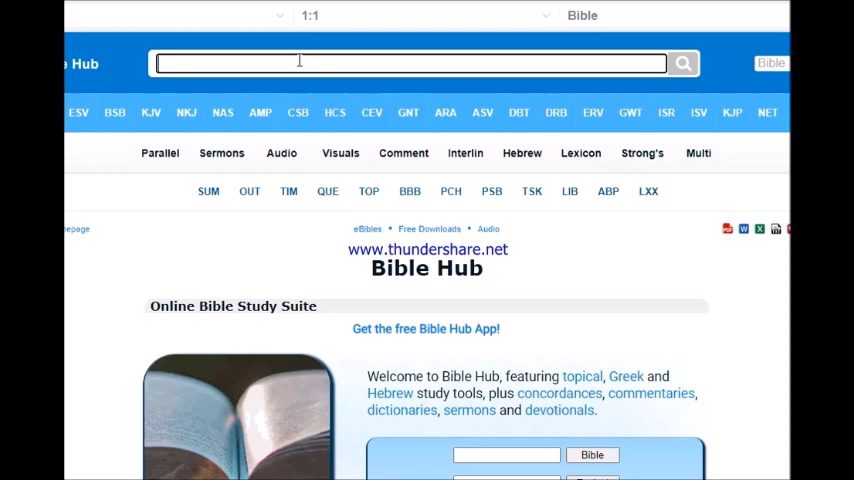 1:1 Bible
e Hub Bible
ESV BSB KJV NKJ NAS AMP CSB HCS CEV GNT ARA ASV DBT DRB ERV GWT ISR ISV KJP NET
Parallel Sermons Audio Visuals Comment Interlin Hebrew Lexicon Strong's Multi
SUM OUT TIM QUE TOP BBB PCH PSB TSK LIB ABP LXX
mepage eBibles • Free Downloads • Audio
www.thundershare.net
Bible Hub
Online Bible Study Suite
Get the free Bible Hub App!
Welcome to Bible Hub, featuring topical, Greek and
Hebrew study tools, plus concordances, commentaries,
dictionaries, sermons and devotionals.
Bible